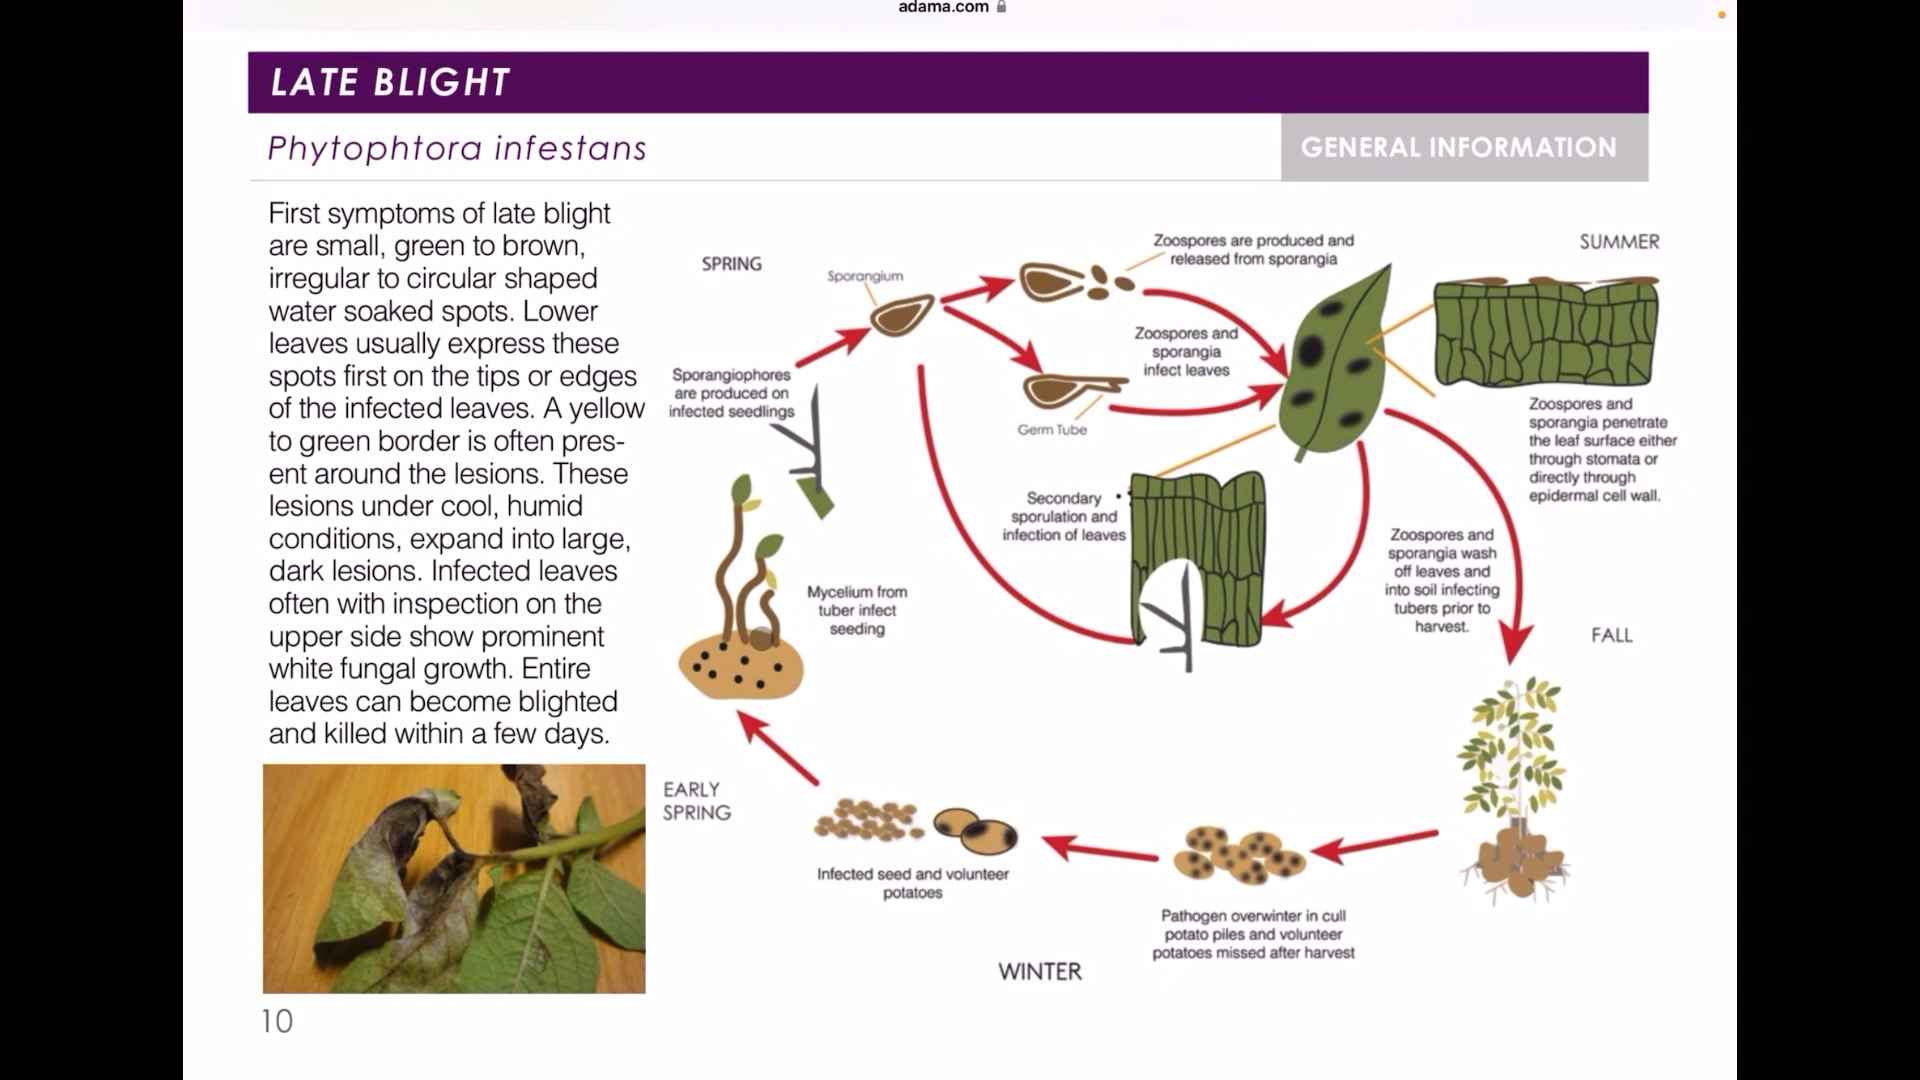 adama.com
LATE BLIGHT
Phytophtora infestans
GENERAL INFORMATION
First symptoms of late blight
are small, green to brown,
irregular to circular shaped
water soaked spots. Lower
leaves usually express these
spots first on the tips or edges
of the infected leaves. A yellow
to green border is often pres-
ent around the lesions. These
lesions under cool, humid
conditions, expand into large,
dark lesions. Infected leaves
often with inspection on the
upper side show prominent
white fungal growth. Entire
leaves can become blighted
and killed within a few days.
10
SPRING
Sporangium
Zoospores are produced and
released from sporangia
SUMMER
Sporangiophores
are produced on
infected seedlings
Zoospores and
sporangia
infect leaves
Germ Tube
Zoospores and
sporangia penetrate
the leaf surface either
through stomata or
directly through
epidermal cell wall.
Secondary
sporulation and
infection of leaves
Zoospores and
sporangia wash
off leaves and
into soil infecting
tubers prior to
harvest.
Mycelium from
tuber infect
seeding
FALL
EARLY
SPRING
Infected seed and volunteer
potatoes
Pathogen overwinter in cull
potato piles and volunteer
potatoes missed after harvest
WINTER